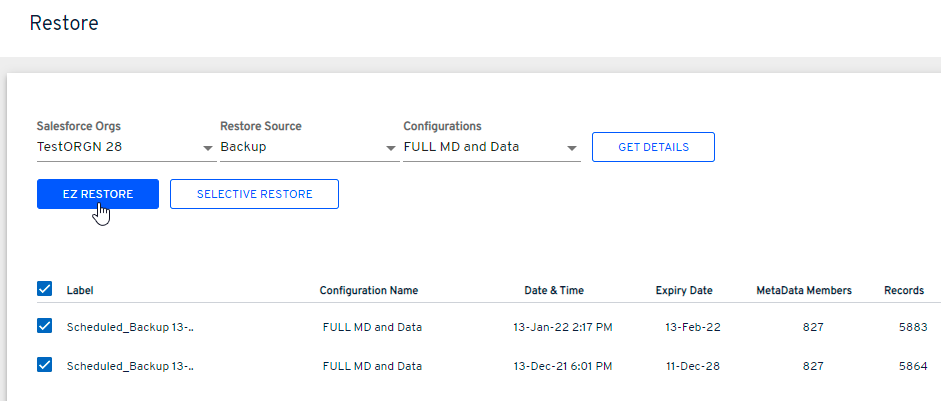 Restore
Salesforce Orgs Restore Source Configurations
TestORGN 28 Backup FULL MD and Data GET DETAILS
EZ RESTORE SELECTIVE RESTORE
Label Configuration Name Date & Time Expiry Date MetaData Members Records
Scheduled_Backup 13-.. FULL MD and Data 13-Jan-22 2:17 PM 13-Feb-22 827 5883
Scheduled_Backup 13-.. FULL MD and Data 13-Dec-21 6:01 PM 11-Dec-28 827 5864